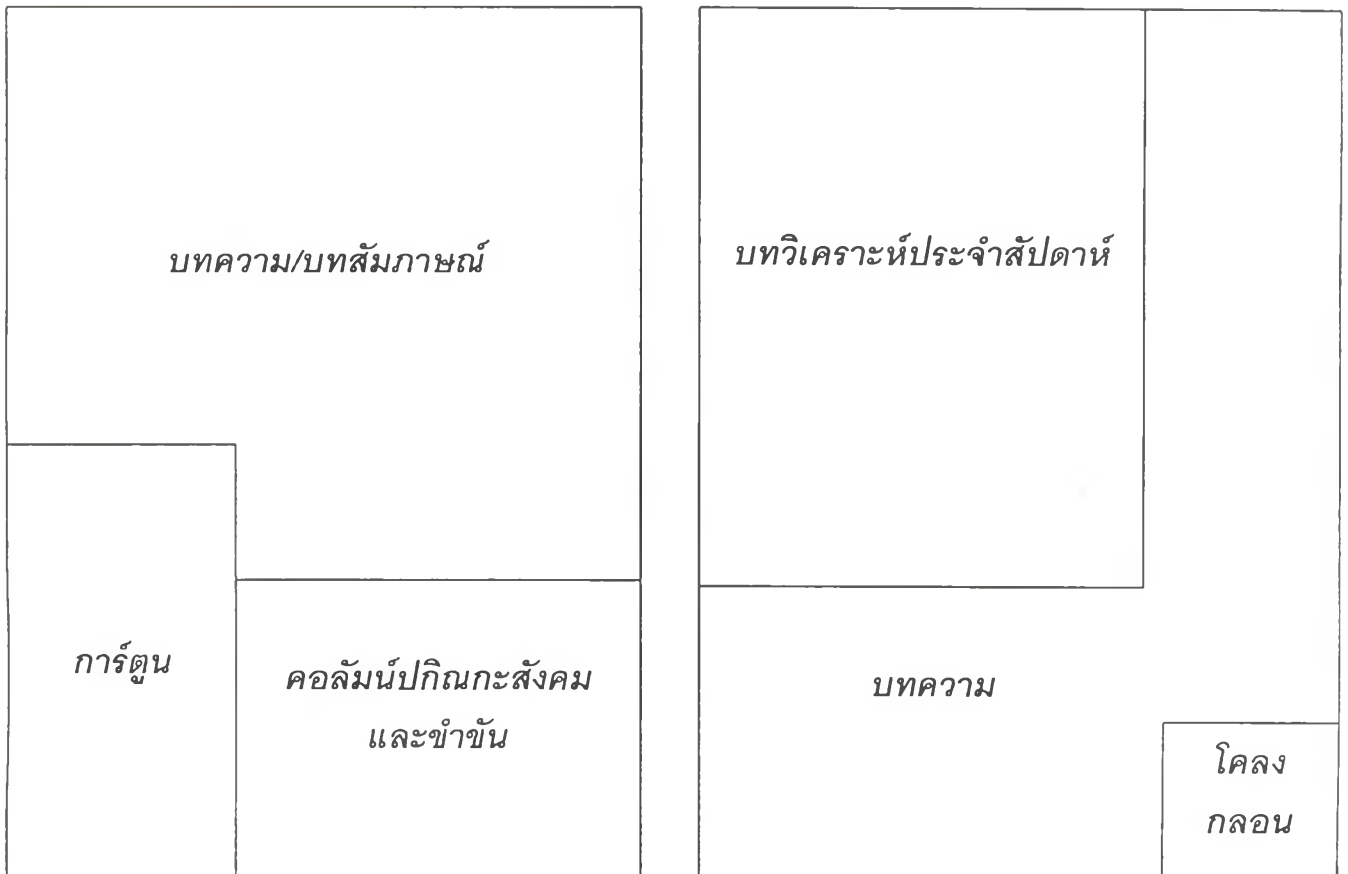 บทความ/บทสัมภาษณ์
การ์ตูน
คอลัมน์ปกิณกะสังคม
และขำขัน
บทวิเคราะห์ประจำสัปดาห์
บทความ
โคลง
กลอน